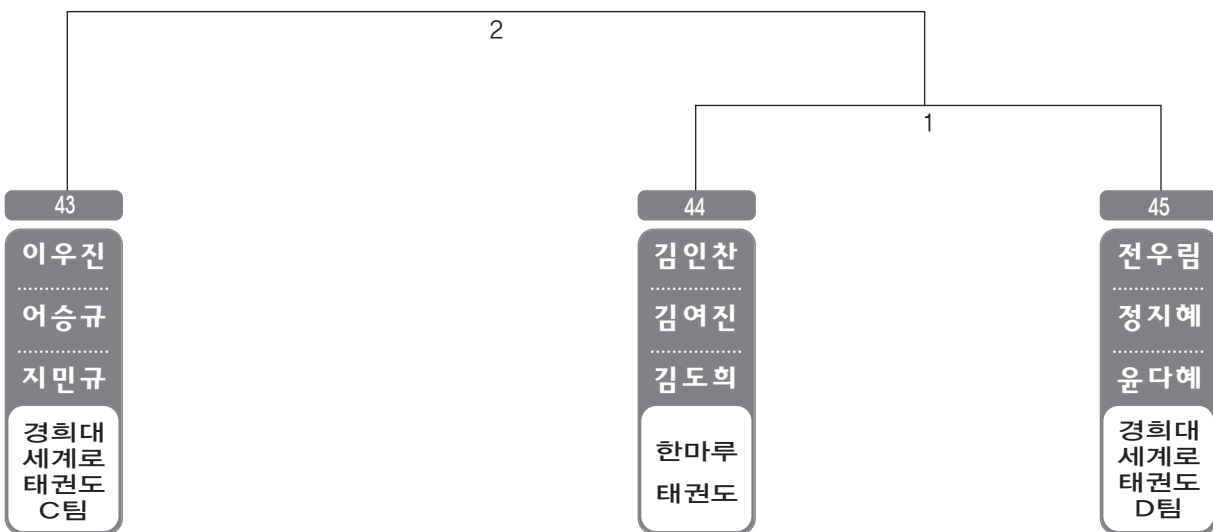 2
1
43
이우진
어승규
지민규
경희대
세계로
태권도
C팀
44
김인찬
김여진
김도희
한마루
태권도
45
전우림
정지혜
윤다혜
경희대
세계로
태권도
D팀